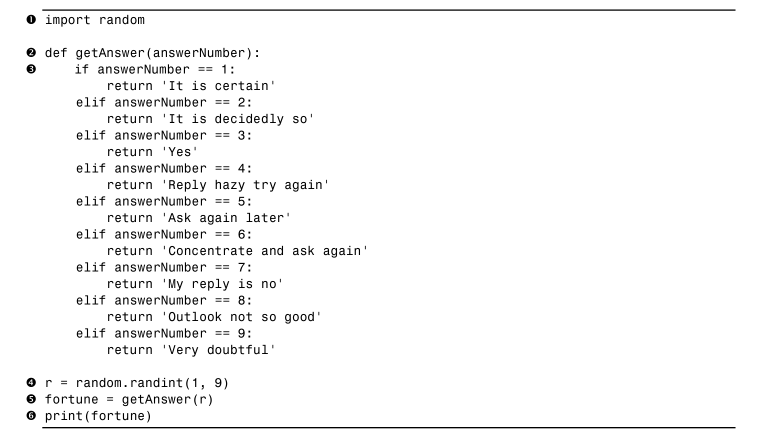 ❶ import random

❷ def getAnswer(answerNumber):
❸     if answerNumber == 1:
        return 'It is certain'
    elif answerNumber == 2:
        return 'It is decidedly so'
    elif answerNumber == 3:
        return 'Yes'
    elif answerNumber == 4:
        return 'Reply hazy try again'
    elif answerNumber == 5:
        return 'Ask again later'
    elif answerNumber == 6:
        return 'Concentrate and ask again'
    elif answerNumber == 7:
        return 'My reply is no'
    elif answerNumber == 8:
        return 'Outlook not so good'
    elif answerNumber == 9:
        return 'Very doubtful'

❹ r = random.randint(1, 9)
❺ fortune = getAnswer(r)
❻ print(fortune)